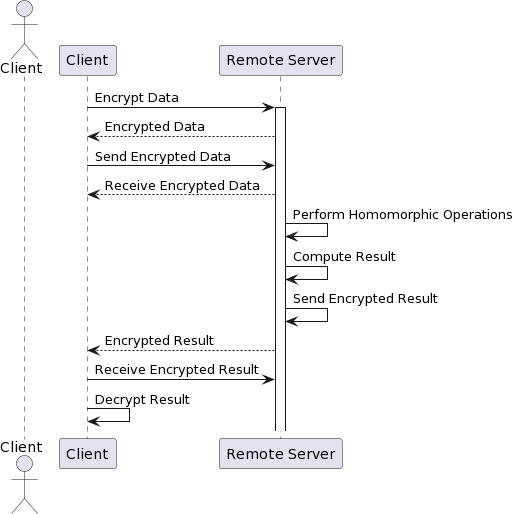 Client
Client
Remote Server
Encrypt Data
Encrypted Data
Send Encrypted Data
Receive Encrypted Data
Perform Homomorphic Operations
Compute Result
Send Encrypted Result
Encrypted Result
Receive Encrypted Result
Decrypt Result
Client
Client
Remote Server